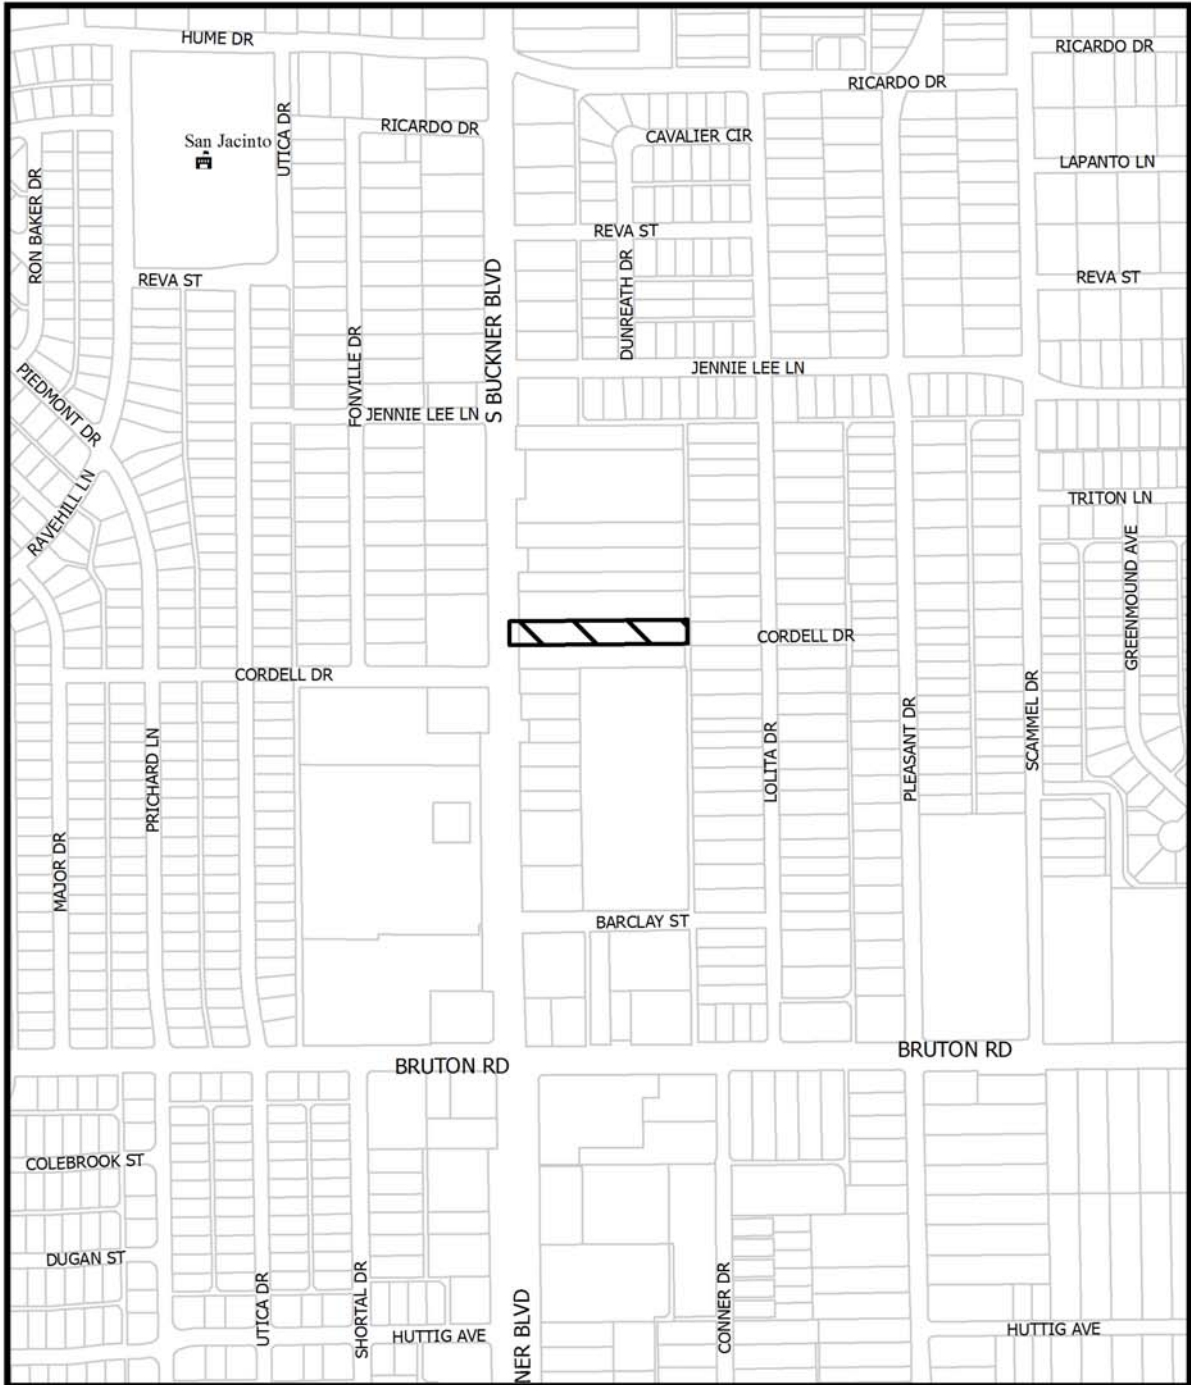 HUME DR
RICARDO DR
RICARDO DR
UTICA DR
RICARDO DR
CAVALIER CIR
San Jacinto
LAPANTO LN
RON BAKER DR
REVA ST
REVA ST
REVA ST
S BUCKNER BLVD
DUNREATH DR
FONVILLE DR
JENNIE LEE LN
PIEDMONT DR
JENNIE LEE LN
RAVEHILL LN
TRITON LN
GREENMOUND AVE
CORDELL DR
CORDELL DR
SCAMMEL DR
PLEASANT DR
LOLITA DR
PRICHARD LN
MAJOR DR
BARCLAY ST
BRUTON RD
BRUTON RD
COLEBROOK ST
DUGAN ST
UTICA DR
SHORTAL DR
CONNER DR
NER BLVD
HUTTIG AVE
HUTTIG AVE